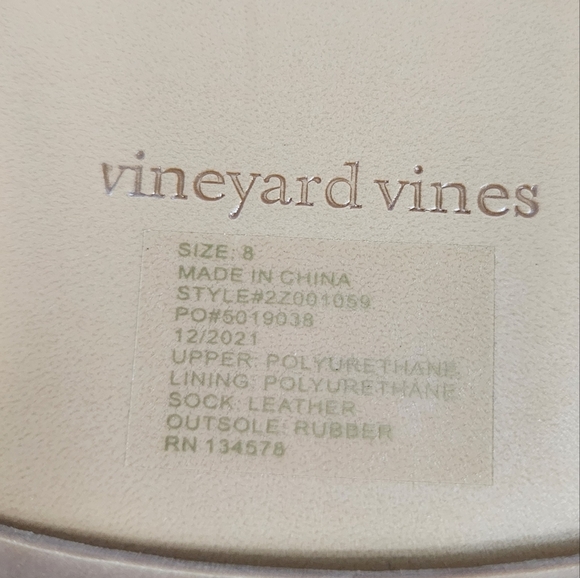 vineyard vines
SIZE: 8
MADE IN CHINA
STYLE#2Z001059
PO#5019038
12/2021
UPPER: POLYURETHANE
LINING: POLYURETHANE
SOCK: LEATHER
OUTSOLE: RUBBER
RN 134578